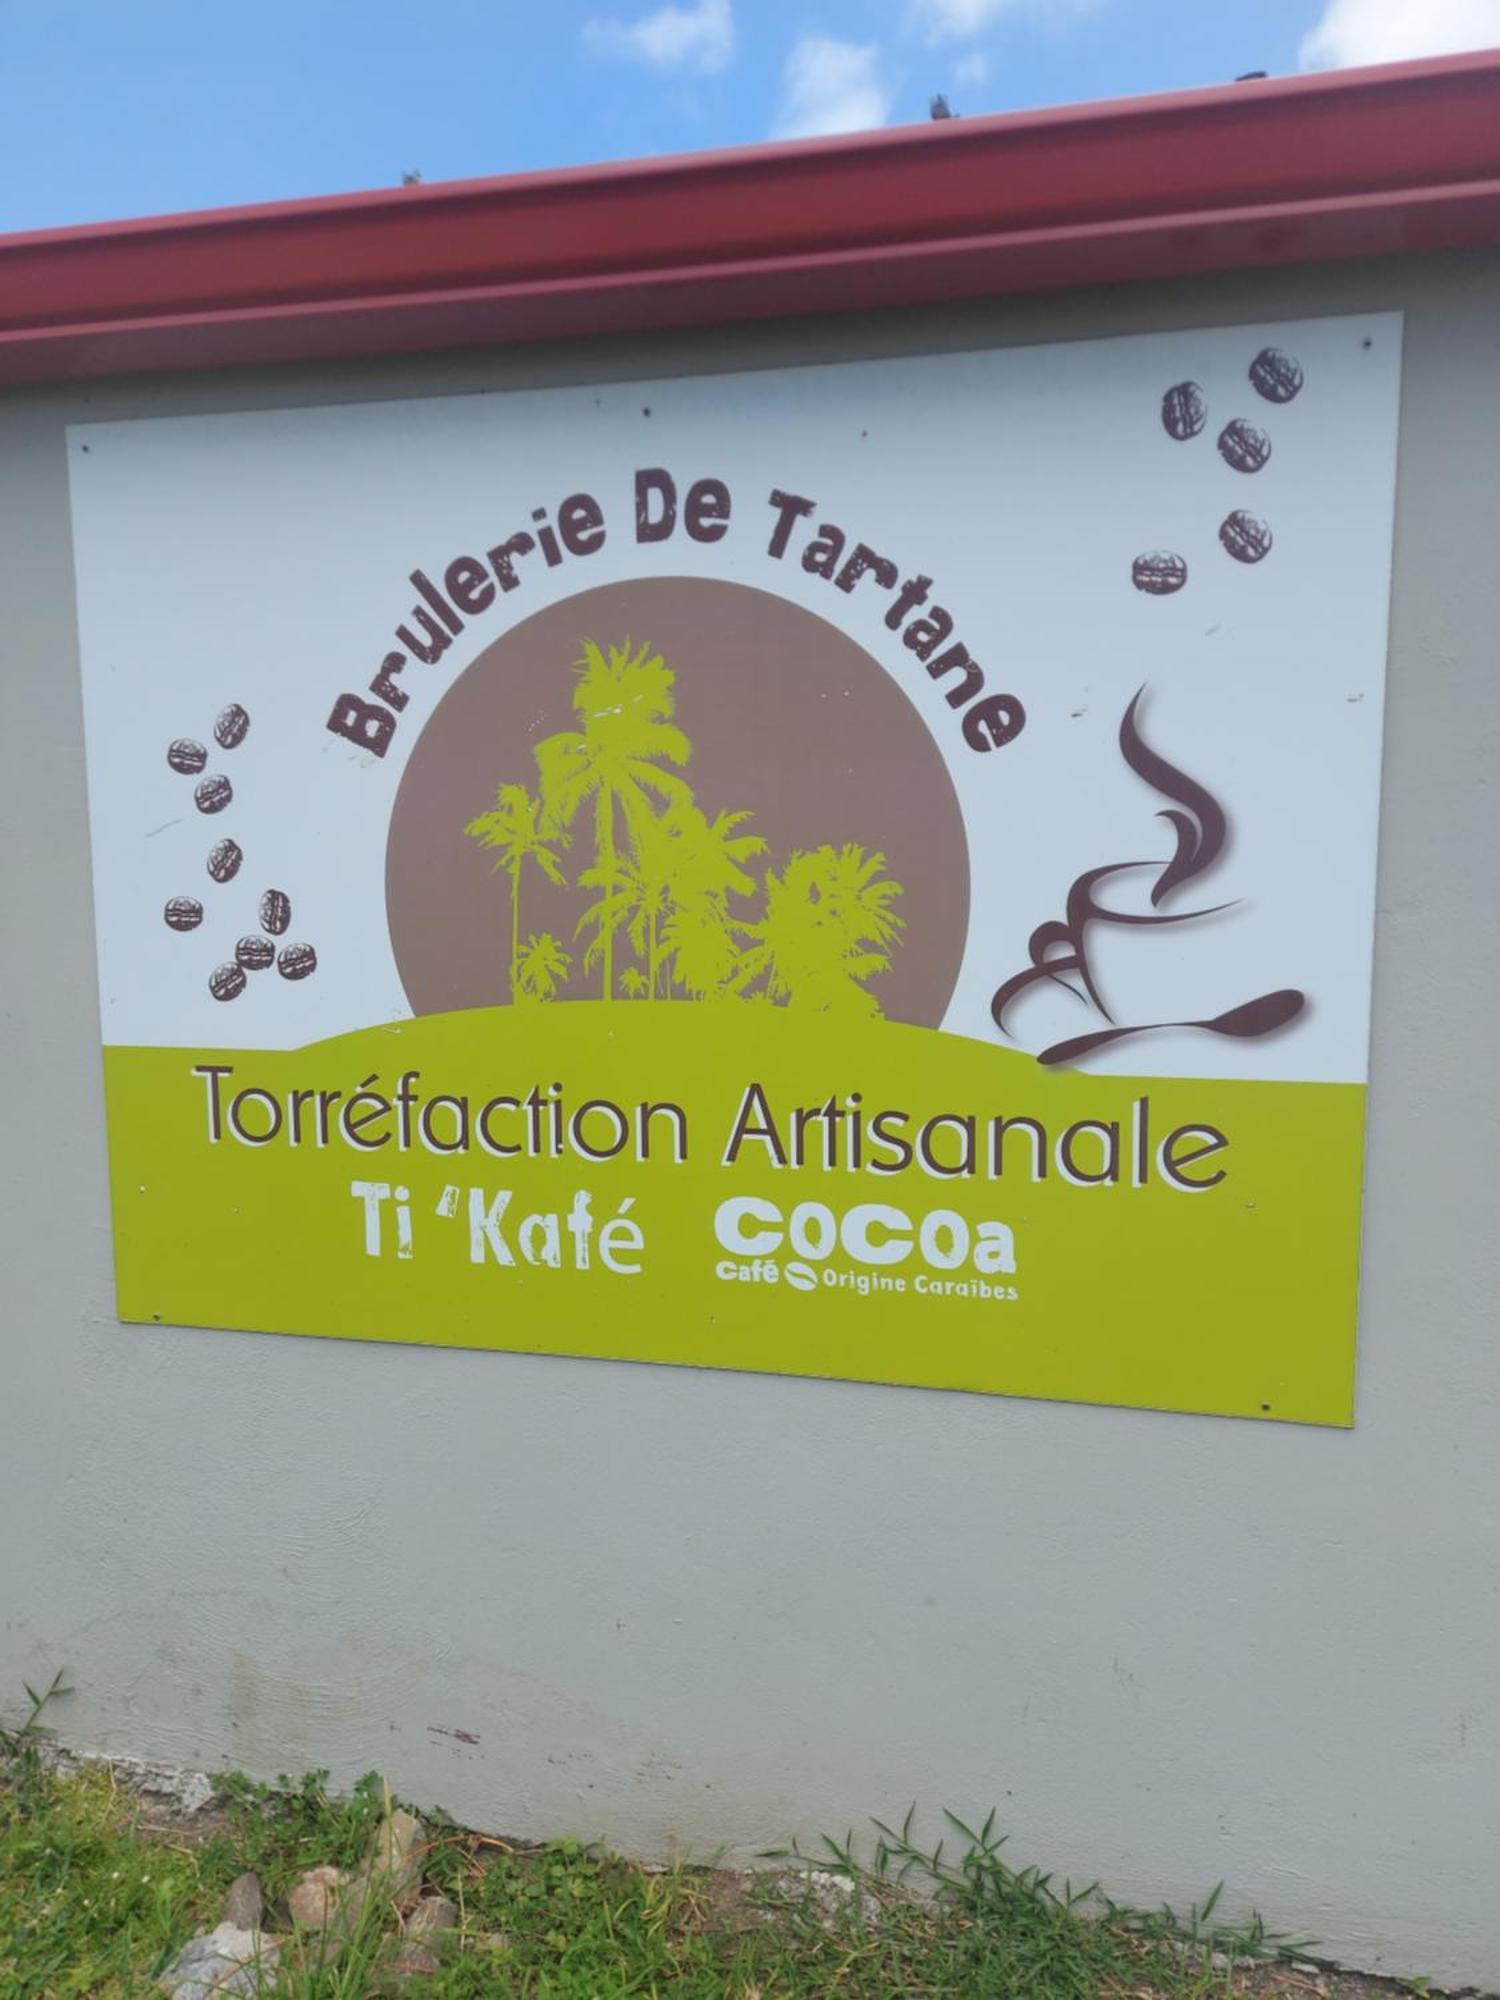 Brulerie De Tartane
Torréfaction Artisanale
Ti 'Kafé
cocoa
café Origine Caraïbes